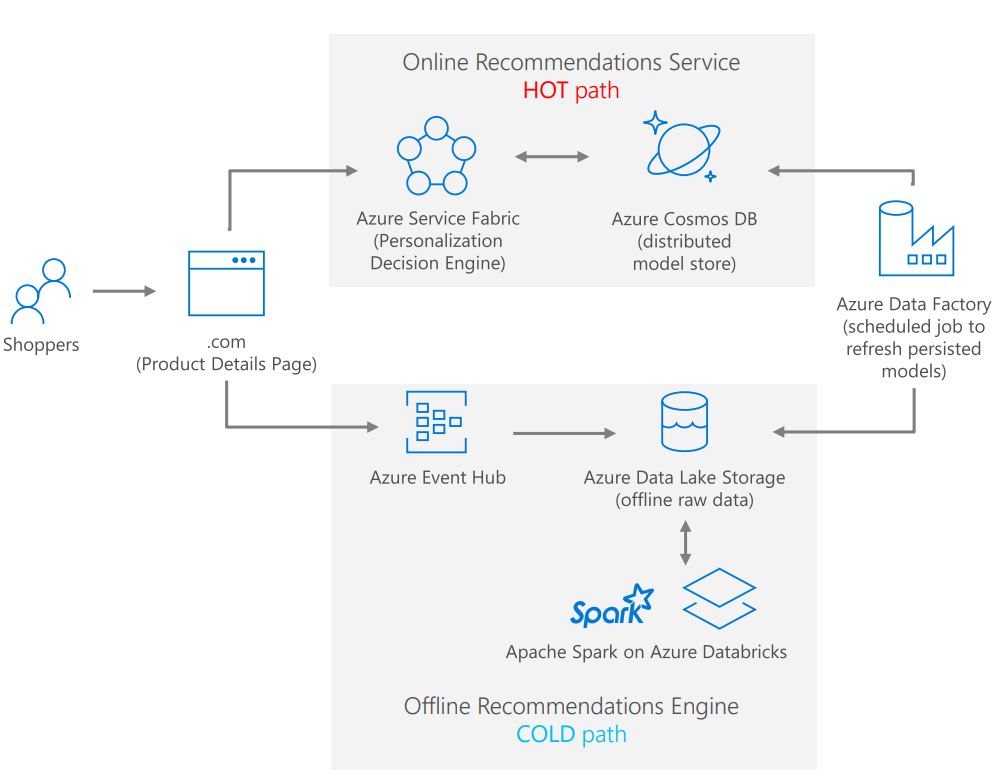 Online Recommendations Service
HOT path
Azure Service Fabric
(Personalization
Decision Engine)
Azure Cosmos DB
(distributed
model store)
Shoppers
.com
(Product Details Page)
Azure Data Factory
(scheduled job to
refresh persisted
models)
Azure Event Hub
Azure Data Lake Storage
(offline raw data)
Spark
Apache Spark on Azure Databricks
Offline Recommendations Engine
COLD path